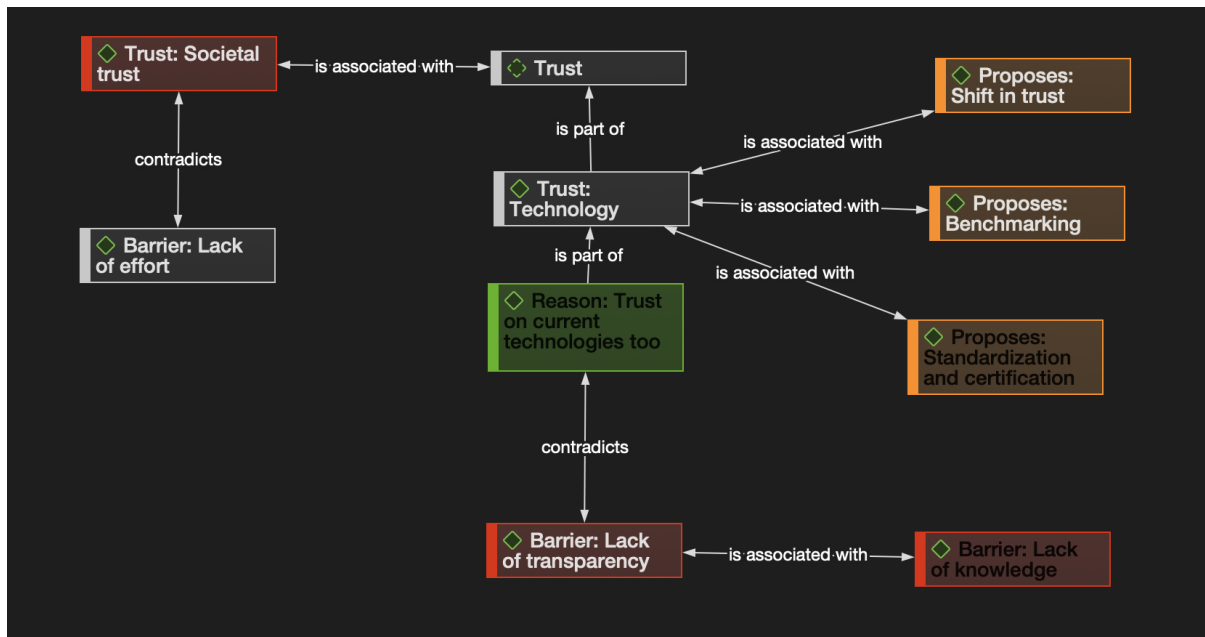 Trust: Societal
trust
is associated with
Trust
Proposes:
Shift in trust
is part of
is associated with
contradicts
Trust:
Technology
is associated with
Proposes:
Benchmarking
Barrier: Lack
of effort
is part of
is associated with
Reason: Trust
on current
technologies too
Proposes:
Standardization
and certification
contradicts
Barrier: Lack
of transparency
is associated with
Barrier: Lack
of knowledge